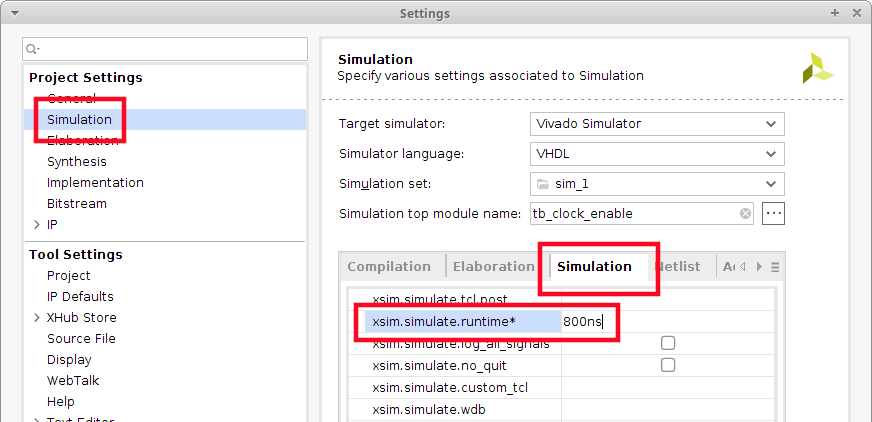 Settings
Project Settings
General
Simulation
Elaboration
Synthesis
Implementation
Bitstream
IP
Tool Settings
Project
IP Defaults
XHub Store
Source File
Display
WebTalk
Help
Text Editor
Simulation
Specify various settings associated to Simulation
Target simulator: Vivado Simulator
Simulator language: VHDL
Simulation set: sim_1
Simulation top module name: tb_clock_enable
Compilation Elaboration Simulation Netlist
xsim.simulate.tcl.post
xsim.simulate.runtime* 800ns
xsim.simulate.log_all_signals
xsim.simulate.no_quit
xsim.simulate.custom_tcl
xsim.simulate.wdb